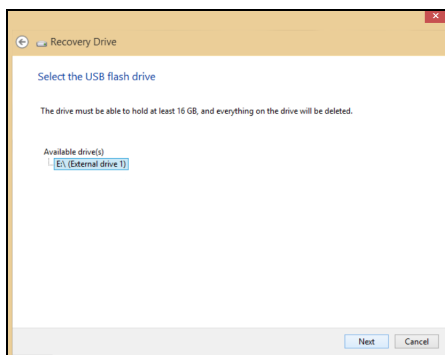 Recovery Drive
Select the USB flash drive
The drive must be able to hold at least 16 GB, and everything on the drive will be deleted.
Available drive(s)
E:\ (External drive 1)
Next Cancel